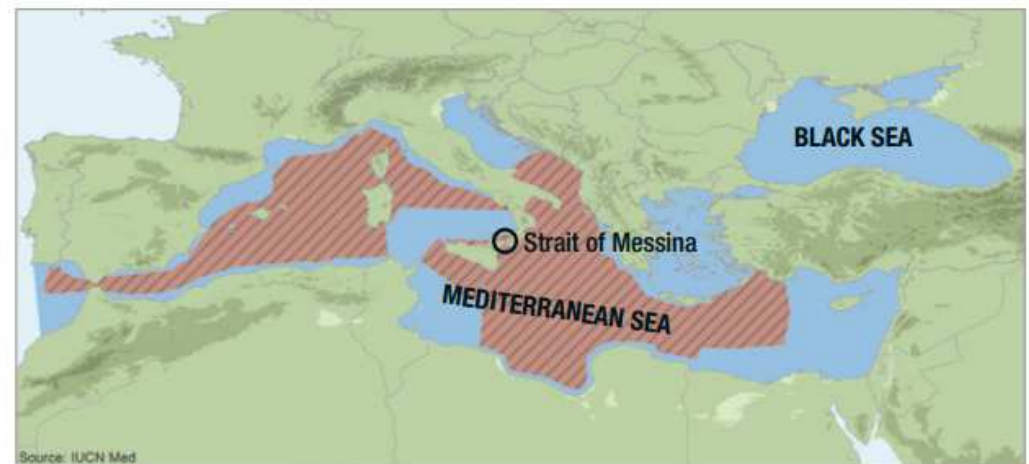 BLACK SEA
Strait of Messina
MEDITERRANEAN SEA
Source: IUCN Med